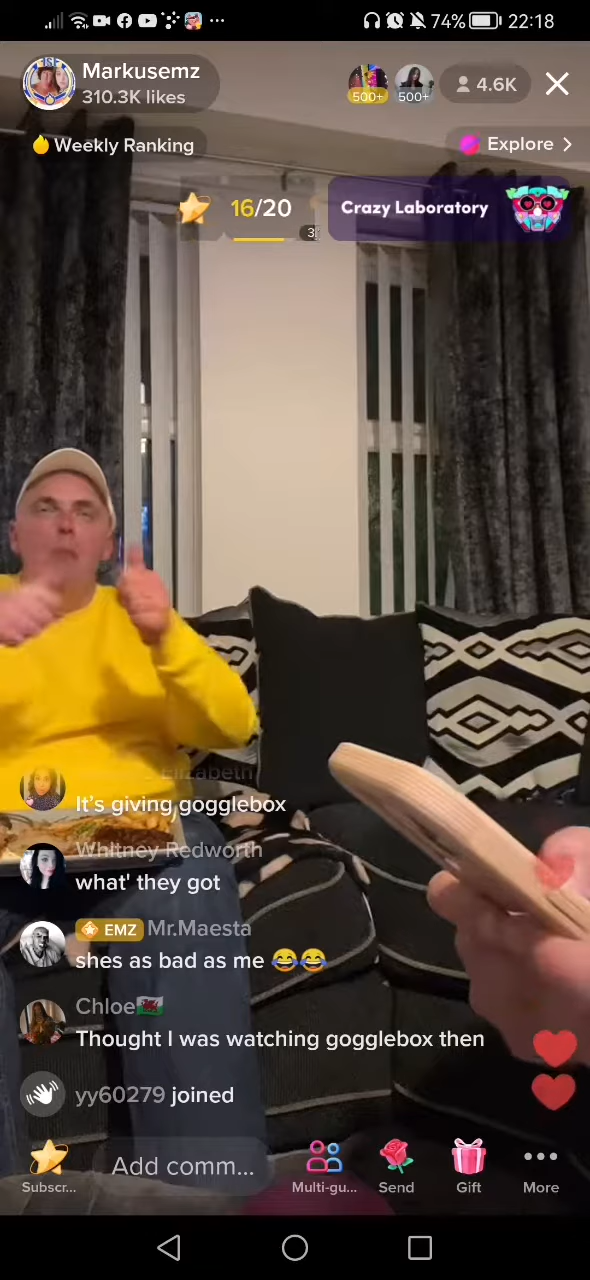 74% 22:18
Markusemz
310.3K likes
500+
500+
4.6K
Weekly Ranking
Explore
16/20
Crazy Laboratory
3
Elizabeth
It's giving gogglebox
Whitney Redworth
what' they got
EMZ Mr.Maesta
shes as bad as me 😂😂
Chloe🏴󠁧󠁢󠁷󠁬󠁳󠁿
Thought I was watching gogglebox then
yy60279 joined
Add comm...
Subscr...
Multi-gu...
Send
Gift
More